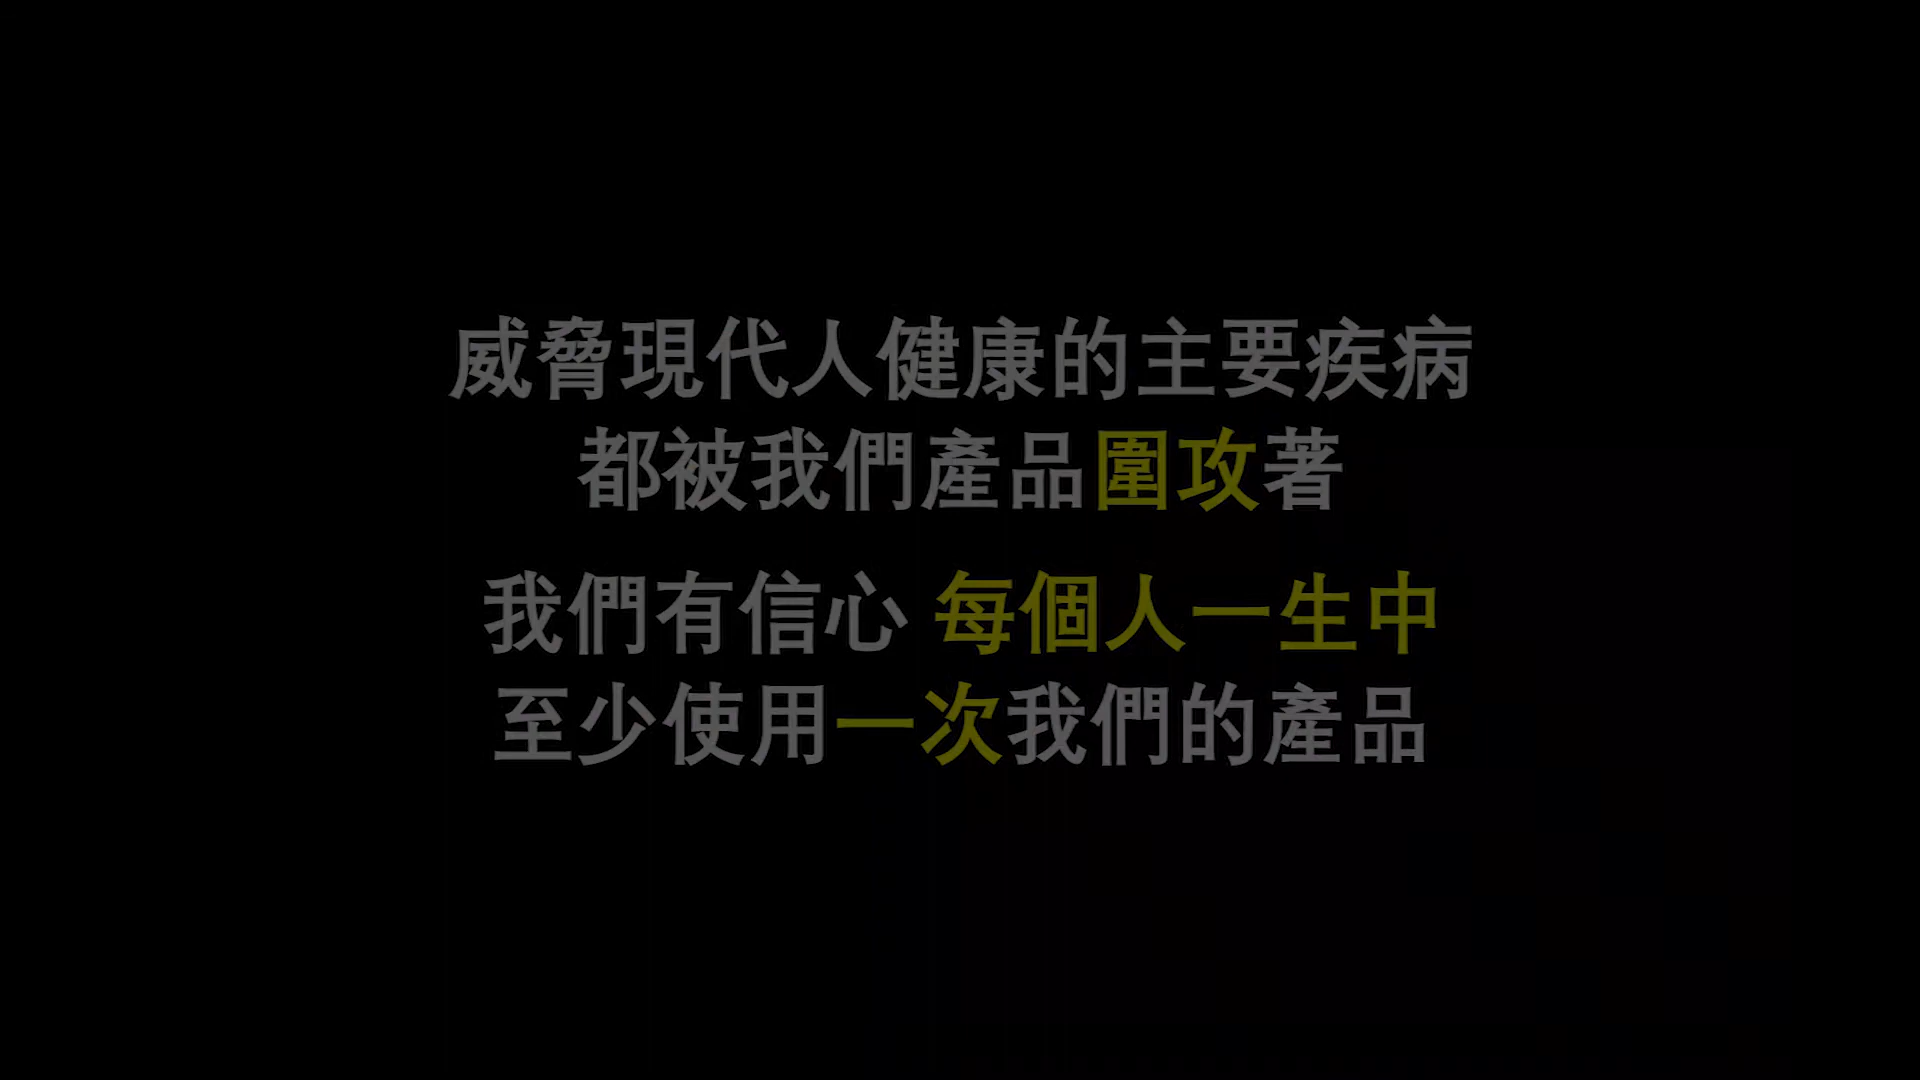 威脅現代人健康的主要疾病
都被我們產品圍攻著
我們有信心 每個人一生中
至少使用一次我們的產品